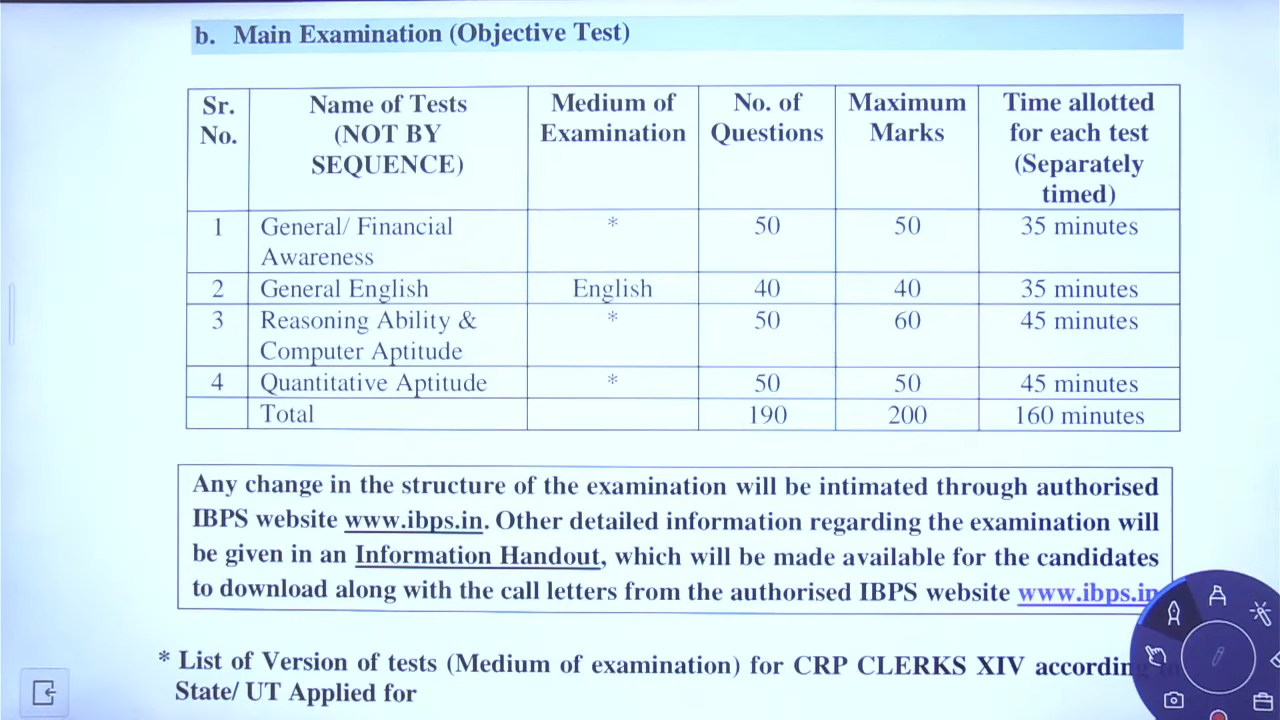 b. Main Examination (Objective Test)
Sr. No. Name of Tests (NOT BY SEQUENCE) Medium of Examination No. of Questions Maximum Marks Time allotted for each test (Separately timed)
1 General/ Financial Awareness * 50 50 35 minutes
2 General English English 40 40 35 minutes
3 Reasoning Ability & Computer Aptitude * 50 60 45 minutes
4 Quantitative Aptitude * 50 50 45 minutes
Total 190 200 160 minutes
Any change in the structure of the examination will be intimated through authorised
IBPS website www.ibps.in. Other detailed information regarding the examination will
be given in an Information Handout, which will be made available for the candidates
to download along with the call letters from the authorised IBPS website www.ibps.in
* List of Version of tests (Medium of examination) for CRP CLERKS XIV according
State/ UT Applied for